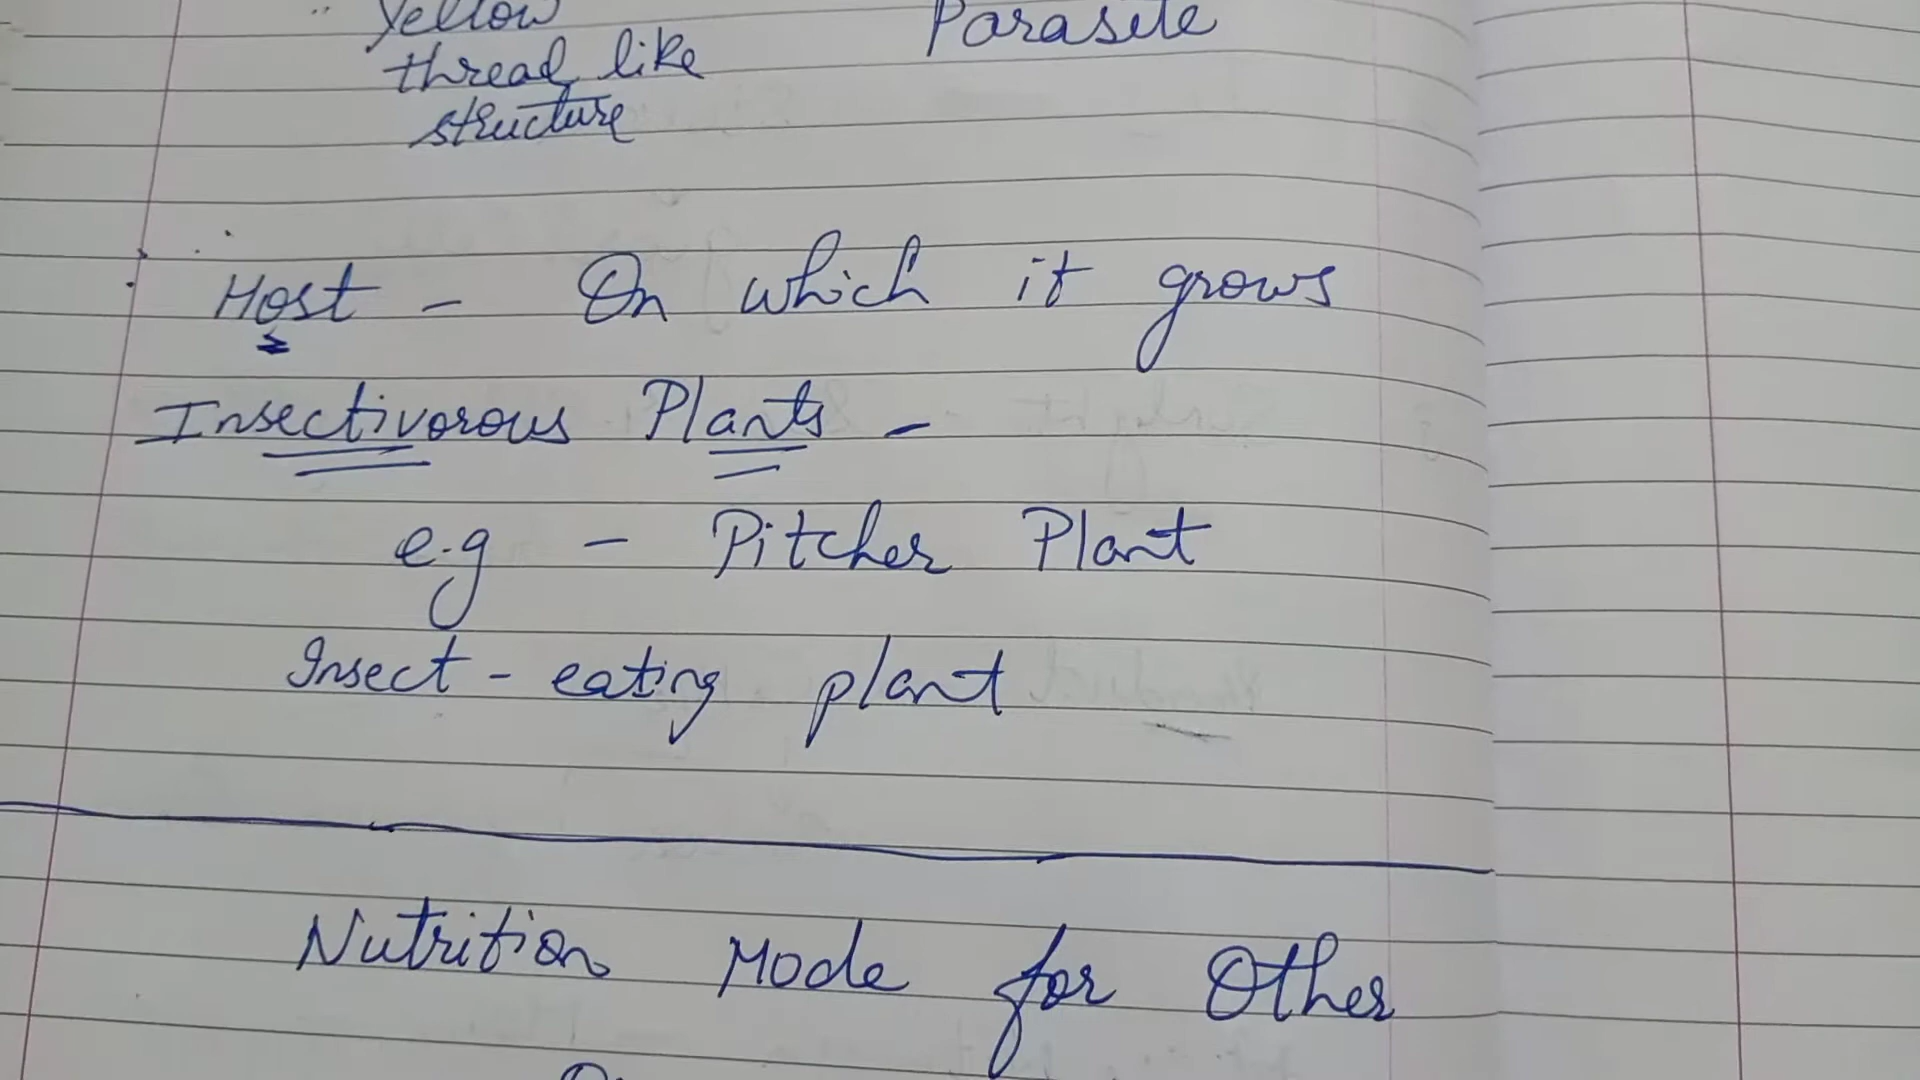 Yellow Parasite
thread like
structure
Host - On which it grows
Insectivorous Plants -
e.g - Pitcher Plant
Insect - eating plant
Nutrition Mode for Other